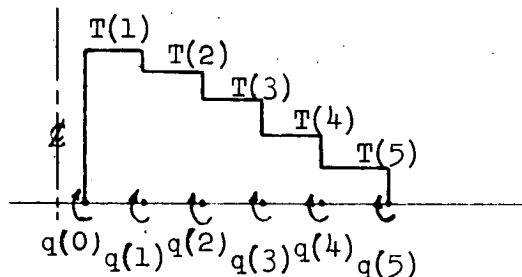 T(1)
T(2)
T(3)
T(4)
T(5)
℄
q(0) q(1) q(2) q(3) q(4) q(5)